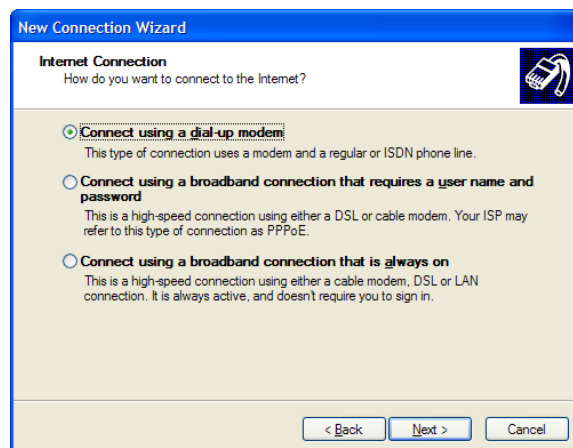 New Connection Wizard
Internet Connection
How do you want to connect to the Internet?
Connect using a dial-up modem
This type of connection uses a modem and a regular or ISDN phone line.
Connect using a broadband connection that requires a user name and
password
This is a high-speed connection using either a DSL or cable modem. Your ISP may
refer to this type of connection as PPPoE.
Connect using a broadband connection that is always on
This is a high-speed connection using either a cable modem, DSL or LAN
connection. It is always active, and doesn't require you to sign in.
< Back Next > Cancel